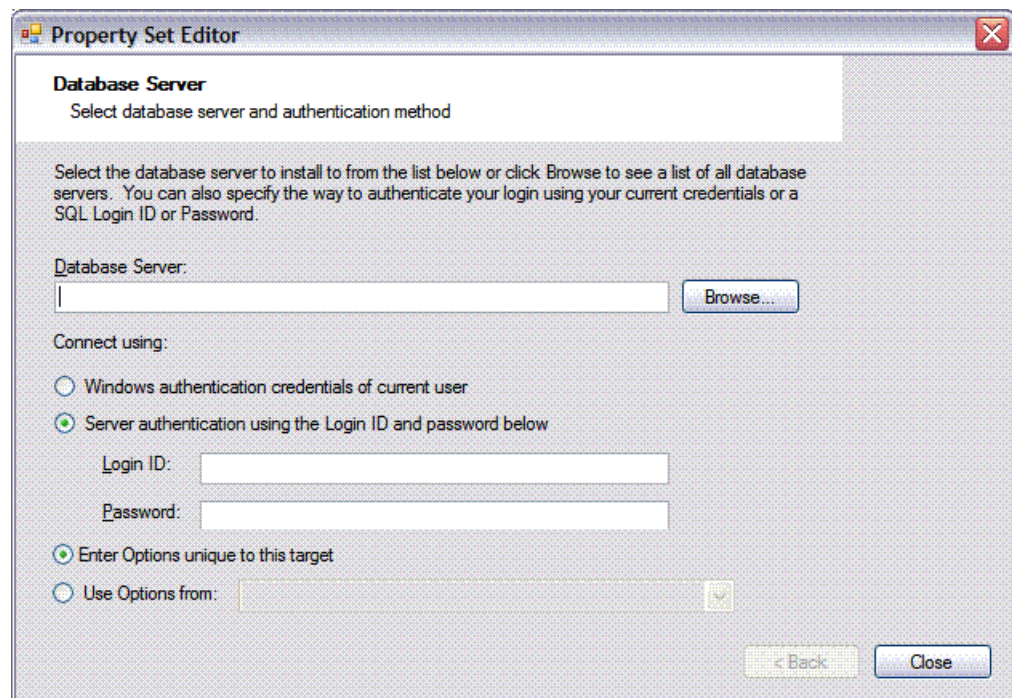 Property Set Editor
Database Server
Select database server and authentication method
Select the database server to install to from the list below or click Browse to see a list of all database
servers. You can also specify the way to authenticate your login using your current credentials or a
SQL Login ID or Password.
Database Server:
Browse...
Connect using:
Windows authentication credentials of current user
Server authentication using the Login ID and password below
Login ID:
Password:
Enter Options unique to this target
Use Options from:
< Back
Close